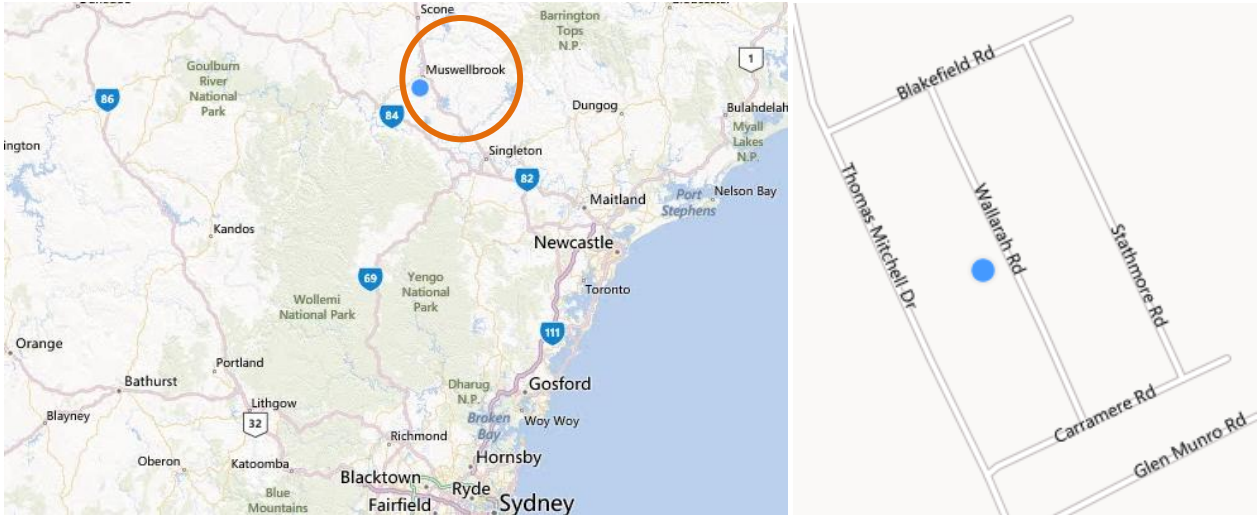 Scone
Barrington
Tops
N.P.
1
Muswellbrook
Goulburn
River
National
Park
86
84
Dungog
Bulahdelah
Myall
Lakes
N.P.
ington
Singleton
82
Maitland
Port
Stephens
Nelson Bay
Kandos
Newcastle
69
Yengo
National
Park
Toronto
Wollemi
National Park
111
Orange
Portland
Bathurst
Dharug
N.P.
Gosford
Lithgow
Blayney
32
Broken
Bay
Woy Woy
Richmond
Oberon
Katoomba
Hornsby
Blacktown
Ryde
Blue
Mountains
Fairfield
Sydney
Blakefield Rd
Thomas Mitchell Dr
Wallarah Rd
Stathmore Rd
Carramere Rd
Glen Munro Rd